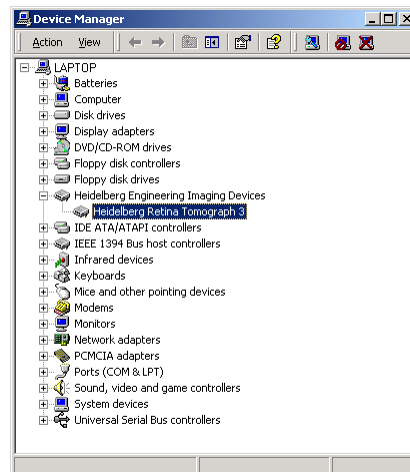 Device Manager
Action View
LAPTOP
Batteries
Computer
Disk drives
Display adapters
DVD/CD-ROM drives
Floppy disk controllers
Floppy disk drives
Heidelberg Engineering Imaging Devices
Heidelberg Retina Tomograph 3
IDE ATA/ATAPI controllers
IEEE 1394 Bus host controllers
Infrared devices
Keyboards
Mice and other pointing devices
Modems
Monitors
Network adapters
PCMCIA adapters
Ports (COM & LPT)
Sound, video and game controllers
System devices
Universal Serial Bus controllers